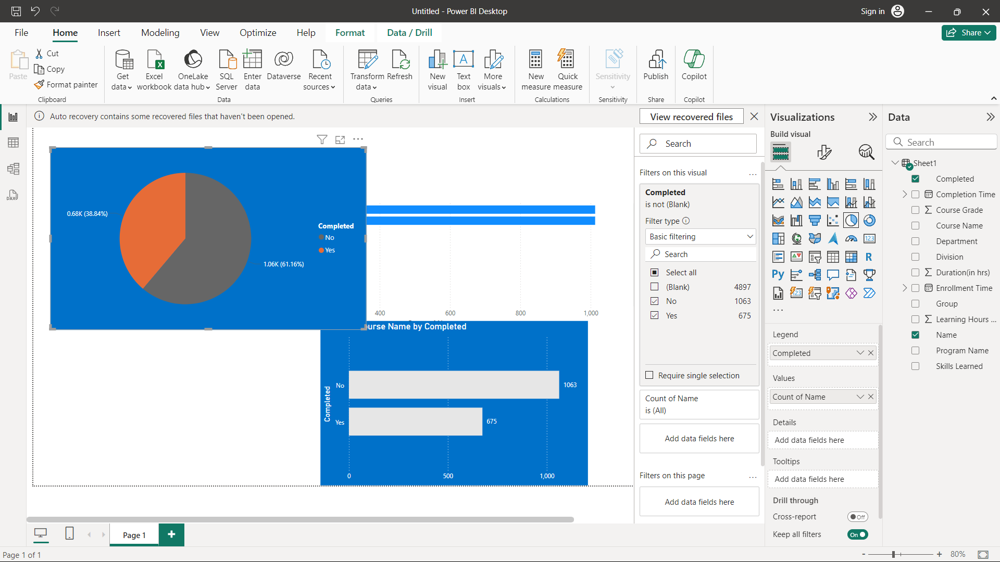 Untitled - Power BI Desktop
Sign in
File
Home
Insert
Modeling
View
Optimize
Help
Format
Data / Drill
Share
Paste
Cut
Copy
Format painter
Clipboard
Get
data
Excel
workbook
OneLake
data hub
SQL
Server
Enter
data
Dataverse
Recent
sources
Data
Transform
data
Refresh
Queries
New
visual
Text
box
More
visuals
Insert
New
measure
Quick
measure
Calculations
Sensitivity
Sensitivity
Publish
Share
Copilot
Copilot
Auto recovery contains some recovered files that haven't been opened.
View recovered files
0.68K (38.84%)
1.06K (61.16%)
Completed
No
Yes
400
600
800
1,000
ourse Name by Completed
Completed
No
1063
Yes
675
0
500
1,000
Search
Filters on this visual
Completed
is not (Blank)
Filter type
Basic filtering
Search
Select all
(Blank) 4897
No 1063
Yes 675
Require single selection
Count of Name
is (All)
Add data fields here
Filters on this page
Add data fields here
Visualizations
Build visual
123
R
Py
123
Legend
Completed
Values
Count of Name
Details
Add data fields here
Tooltips
Add data fields here
Drill through
Cross-report
Off
Keep all filters
On
Data
Search
Sheet1
Completed
Completion Time
Course Grade
Course Name
Department
Division
Duration(in hrs)
Enrollment Time
Group
Learning Hours ...
Name
Program Name
Skills Learned
DAX
Page 1
Page 1 of 1
80%